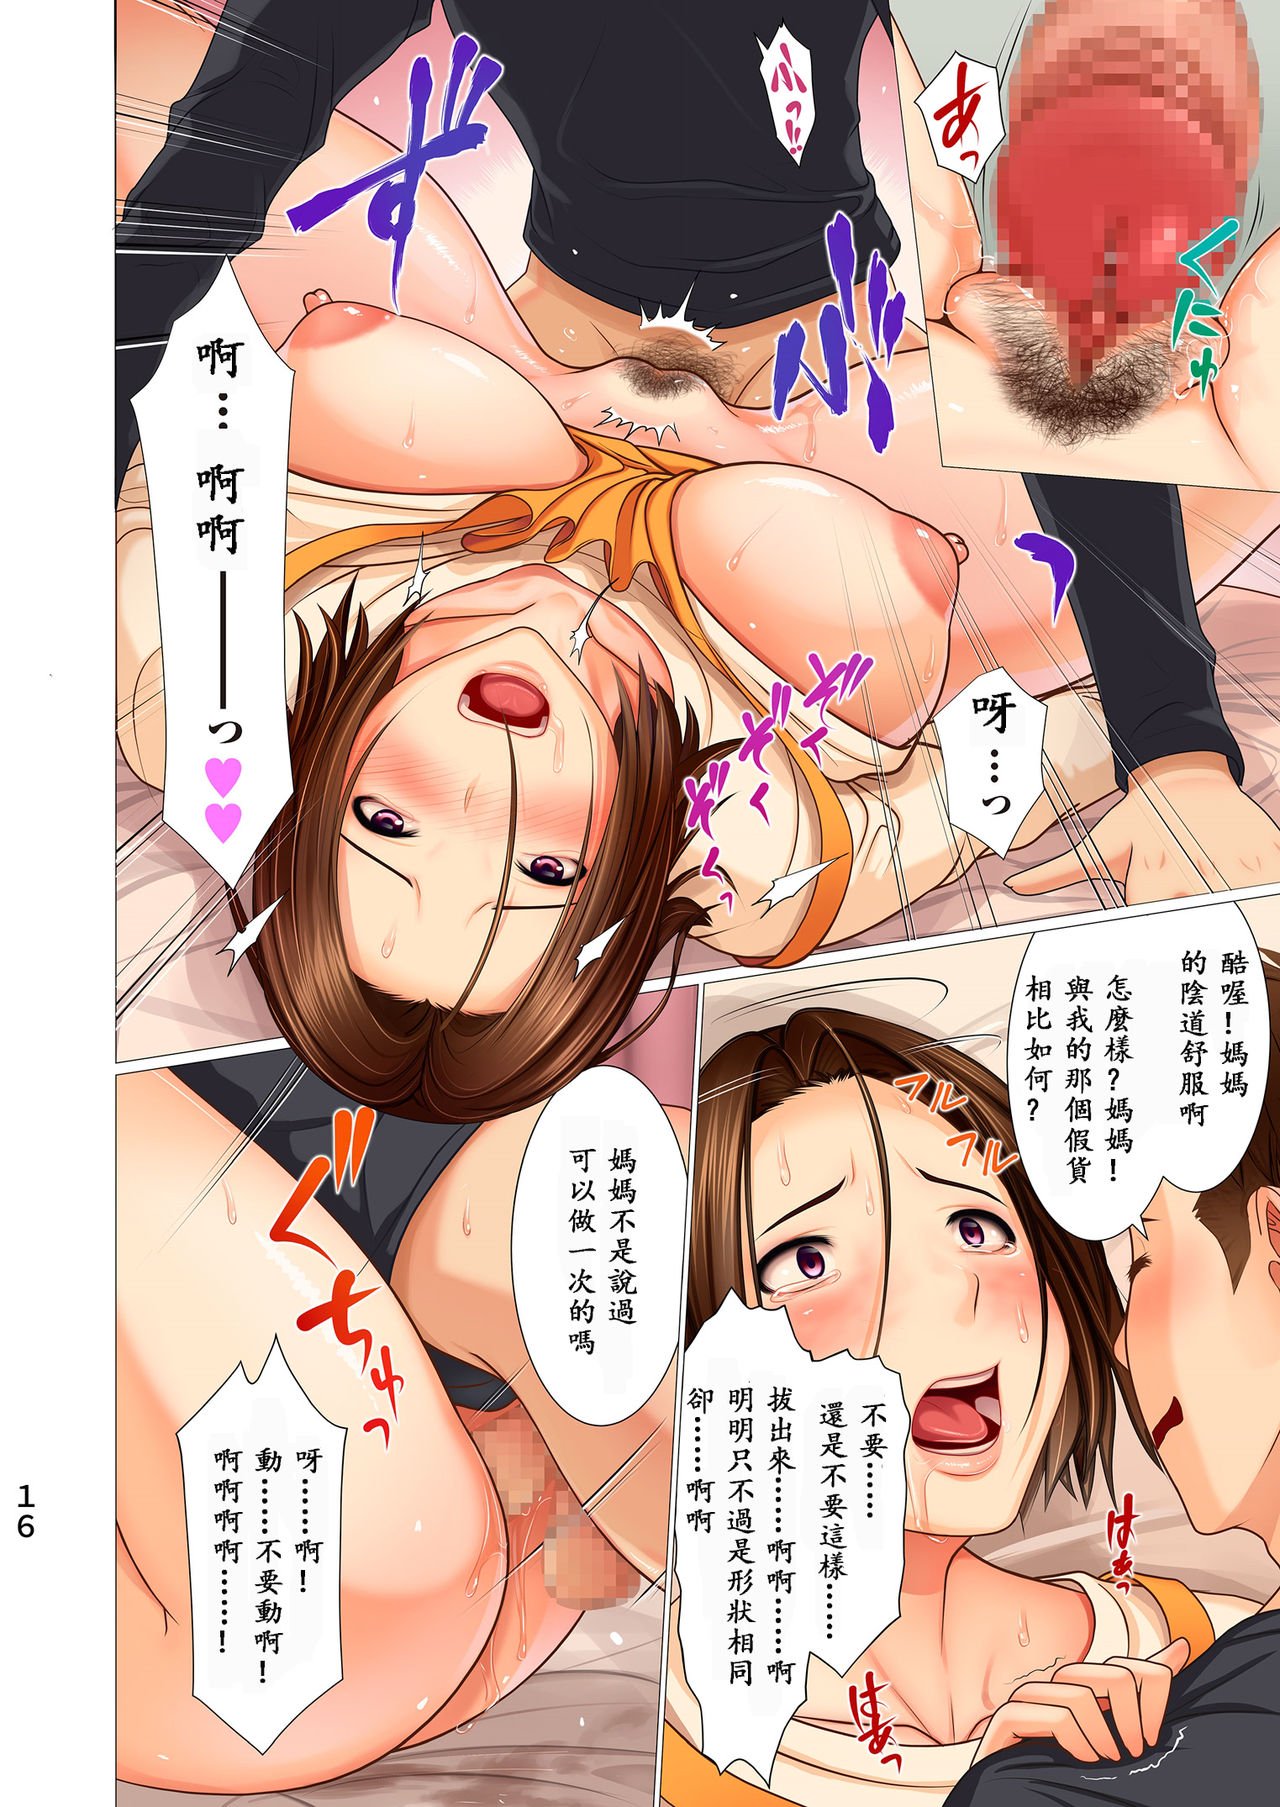 あっ
くにゅ
ふっ!!
ずぶっ
啊…
啊啊——っ♥♥
呀…っ
ぞくぞくぞくっ
酷喔！媽媽
的陰道舒服啊
怎麼樣？媽媽！
與我的那個假貨
相比如何？
フルフル
不要……
還是不要這樣……
拔出來……啊啊……啊
明明只不過是形狀相同
卻……啊啊
はぁっ
はあっ
媽媽不是說過
可以做一次的嗎
ぐちゅっ
呀……啊！
動……不要動啊！
啊啊啊啊……！
16